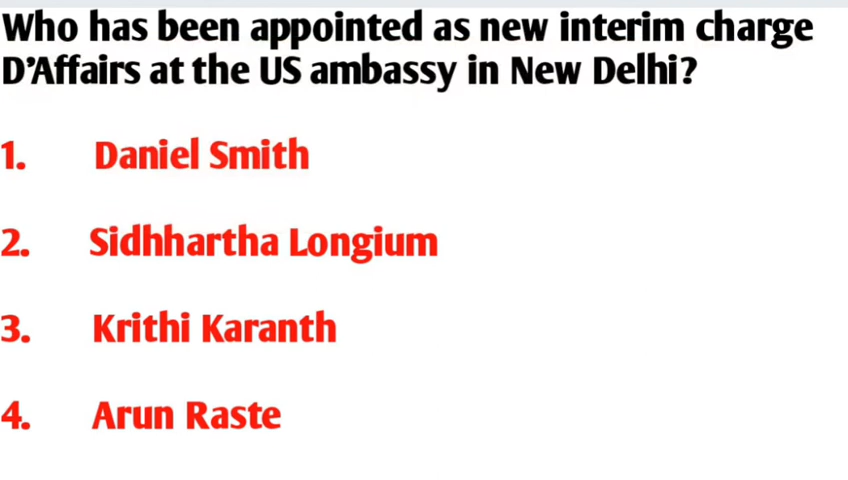 Who has been appointed as new interim charge
D’Affairs at the US ambassy in New Delhi?
1. Daniel Smith
2. Sidhhartha Longium
3. Krithi Karanth
4. Arun Raste